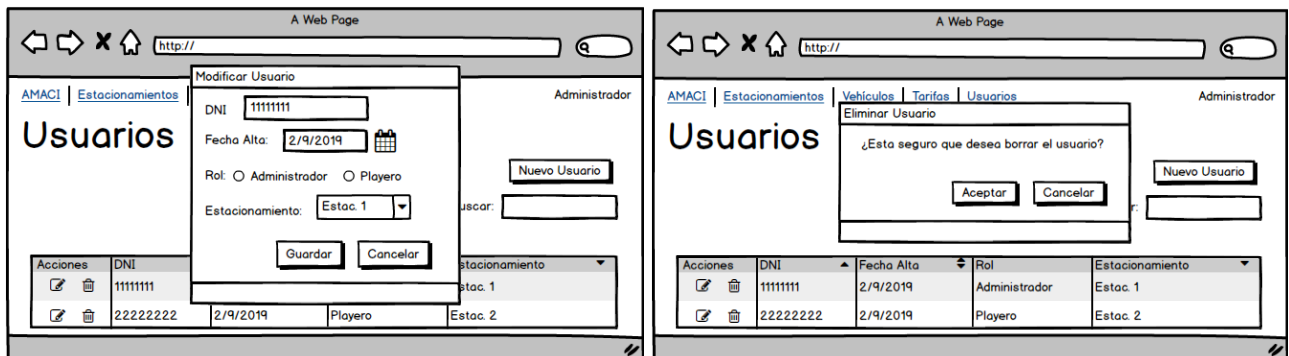 A Web Page
http://
Modificar Usuario
AMACI Estacionamientos
Administrador
Usuarios
DNI 11111111
Fecha Alta: 2/9/2019
Rol: Administrador Playero
Nuevo Usuario
Estacionamiento: Estac. 1
uscar:
Guardar Cancelar
Acciones DNI stacionamiento
11111111 Estac. 1
22222222 2/9/2019 Playero Estac. 2
A Web Page
http://
AMACI Estacionamientos Vehículos Tarifas Usuarios Administrador
Eliminar Usuario
Usuarios
¿Esta seguro que desea borrar el usuario?
Nuevo Usuario
Aceptar Cancelar
r:
Acciones DNI Fecha Alta Rol Estacionamiento
11111111 2/9/2019 Administrador Estac. 1
22222222 2/9/2019 Playero Estac. 2